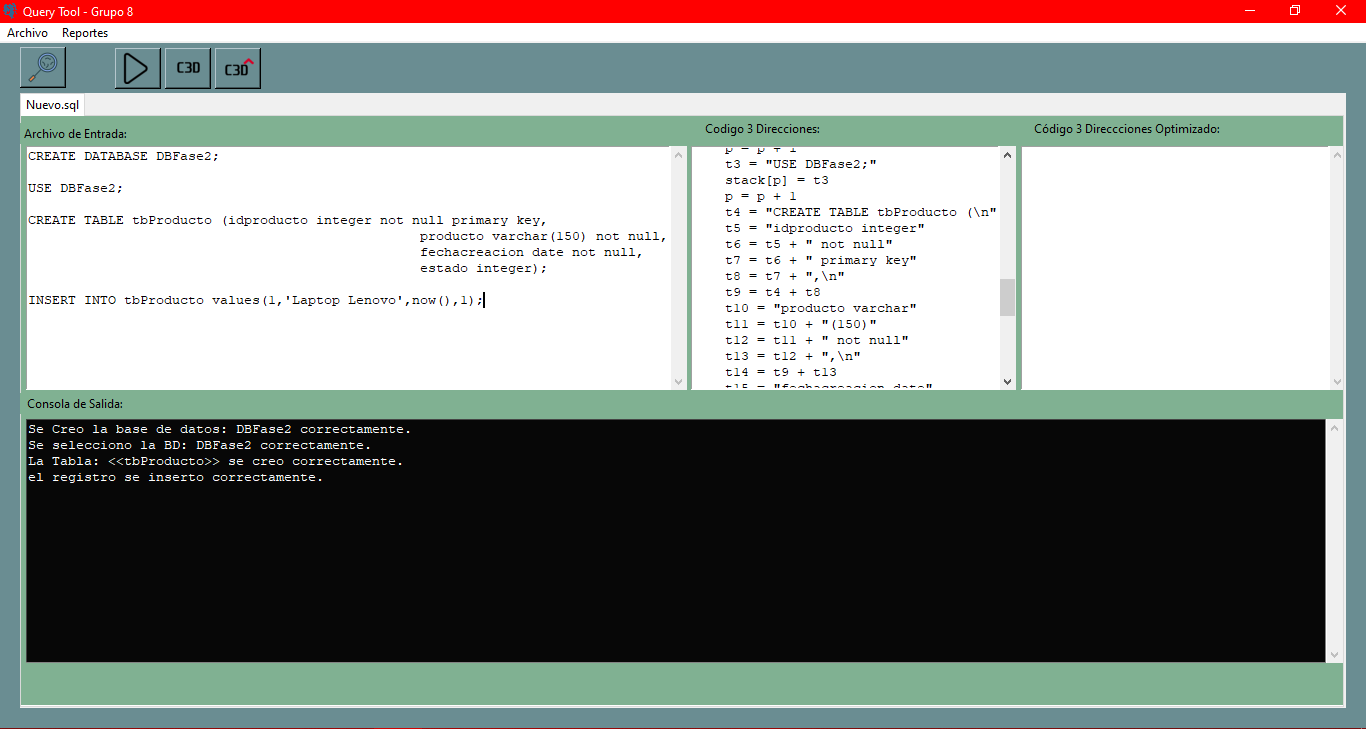 Query Tool - Grupo 8
Archivo Reportes
C3D C3D
Nuevo.sql
Archivo de Entrada:
CREATE DATABASE DBFase2;
USE DBFase2;
CREATE TABLE tbProducto (idproducto integer not null primary key,
producto varchar(150) not null,
fechacreacion date not null,
estado integer);
INSERT INTO tbProducto values(1,'Laptop Lenovo',now(),1);
Codigo 3 Direcciones:
p = p + 1
t3 = "USE DBFase2;"
stack[p] = t3
p = p + 1
t4 = "CREATE TABLE tbProducto (\n"
t5 = "idproducto integer"
t6 = t5 + " not null"
t7 = t6 + " primary key"
t8 = t7 + ",\n"
t9 = t4 + t8
t10 = "producto varchar"
t11 = t10 + "(150)"
t12 = t11 + " not null"
t13 = t12 + ",\n"
t14 = t9 + t13
t15 = "fechacreacion date"
Código 3 Direccciones Optimizado:
Consola de Salida:
Se Creo la base de datos: DBFase2 correctamente.
Se selecciono la BD: DBFase2 correctamente.
La Tabla: <<tbProducto>> se creo correctamente.
el registro se inserto correctamente.